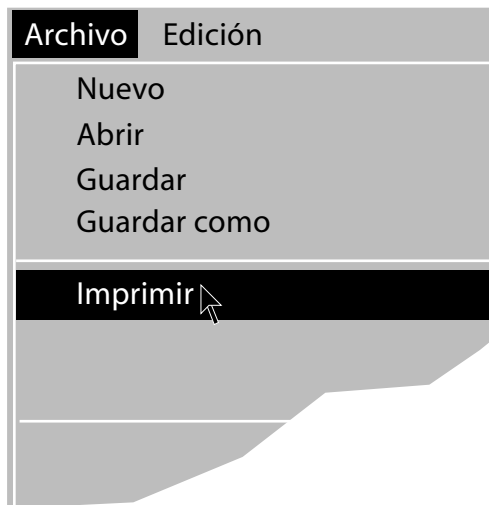 Archivo Edición
Nuevo
Abrir
Guardar
Guardar como
Imprimir